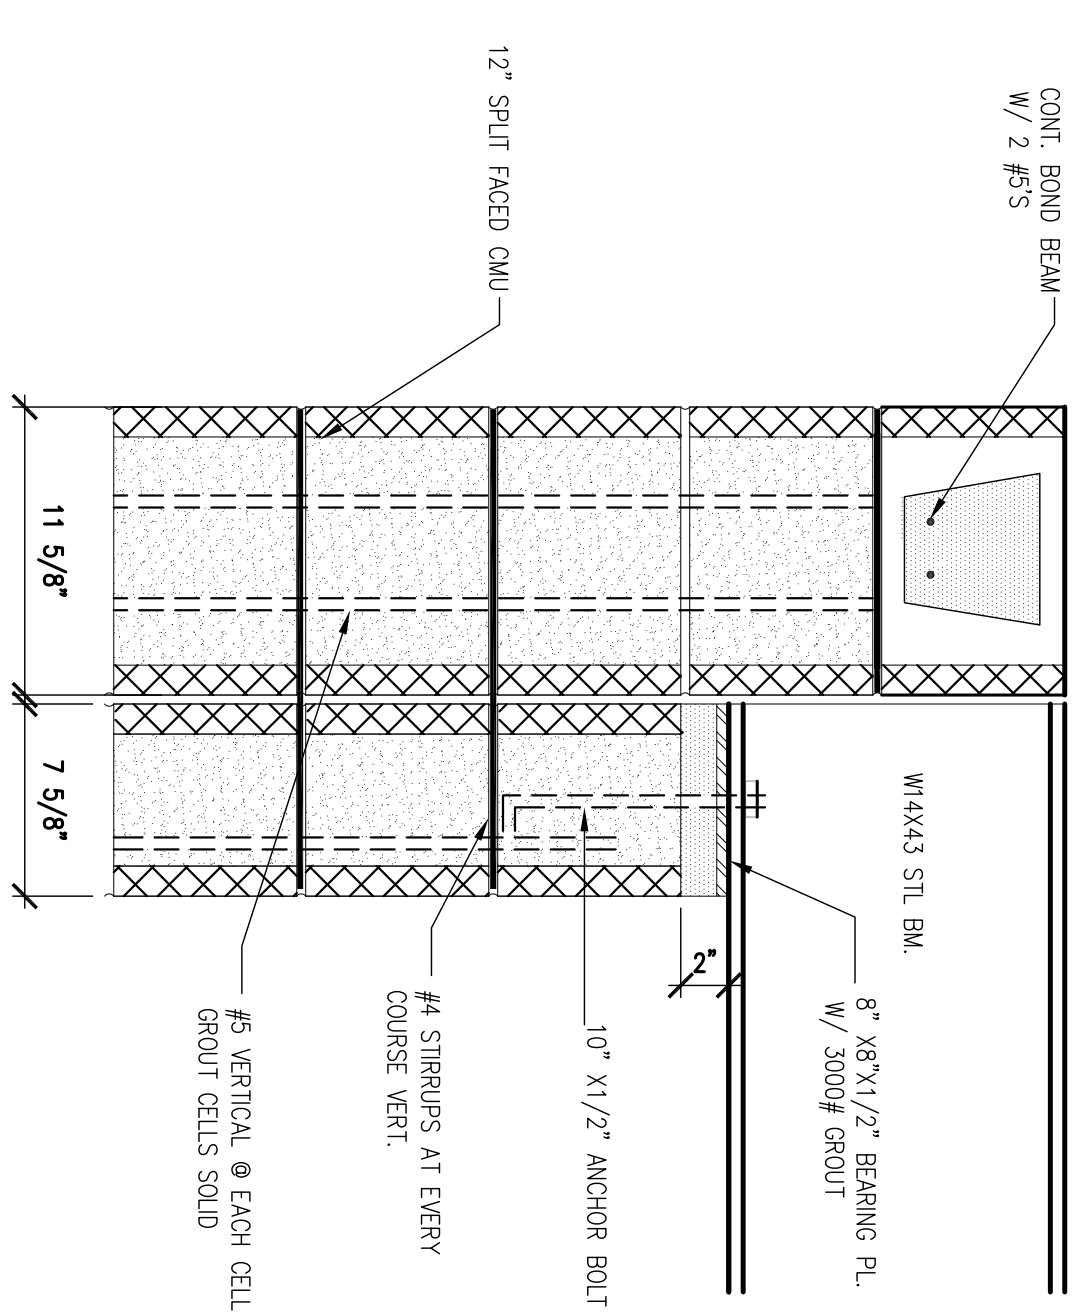 CONT. BOND BEAM
W/ 2 #5'S
12" SPLIT FACED CMU
W14X43 STL BM.
8" X8"X1/2" BEARING PL.
W/ 3000# GROUT
2"
10" X1/2" ANCHOR BOLT
#4 STIRRUPS AT EVERY
COURSE VERT.
#5 VERTICAL @ EACH CELL
GROUT CELLS SOLID
11 5/8"
7 5/8"